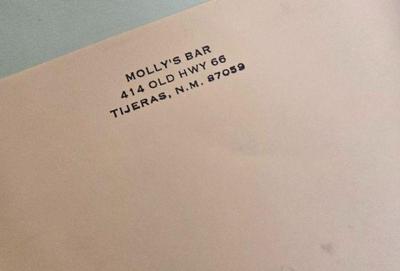 MOLLY'S BAR
414 OLD HWY 66
TIJERAS, N.M. 87059